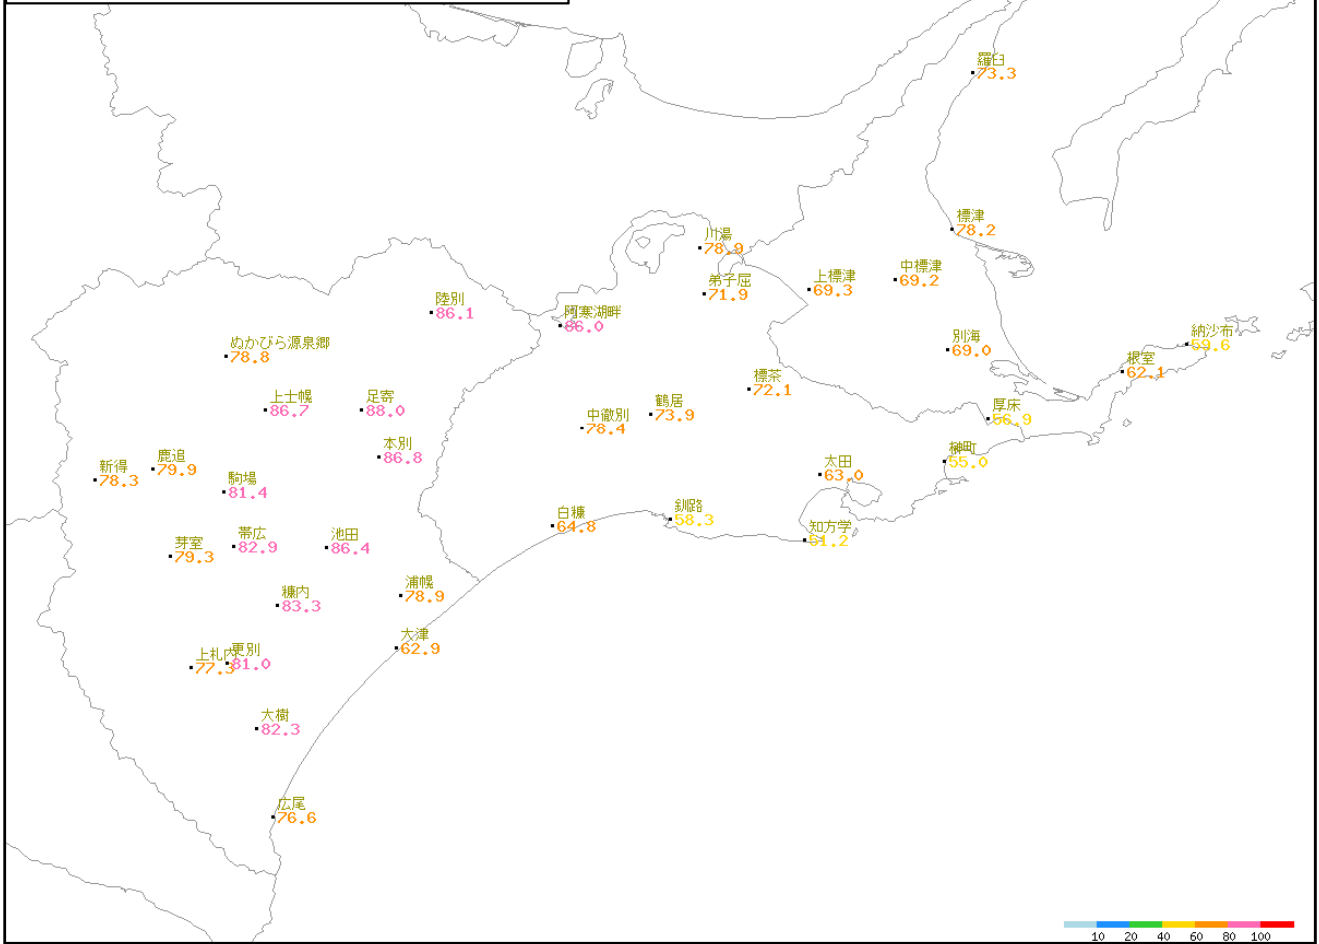 羅臼
73.3
標津
78.2
川湯
78.9
中標津
69.2
上標津
69.3
弟子屈
71.9
陸別
86.1
阿寒湖畔
86.0
納沙布
59.6
ぬかびら源泉郷
78.8
別海
69.0
根室
62.1
標茶
72.1
上士幌
86.7
足寄
88.0
鶴居
73.9
厚床
56.9
中徹別
78.4
本別
86.8
榊町
55.0
鹿追
79.9
新得
78.3
太田
63.0
駒場
81.4
釧路
58.3
白糠
64.8
知方学
51.2
帯広
82.9
池田
86.4
芽室
79.3
浦幌
78.9
糠内
83.3
大津
62.9
更別
81.0
上札内
77.3
大樹
82.3
広尾
76.6
10 20 40 60 80 100